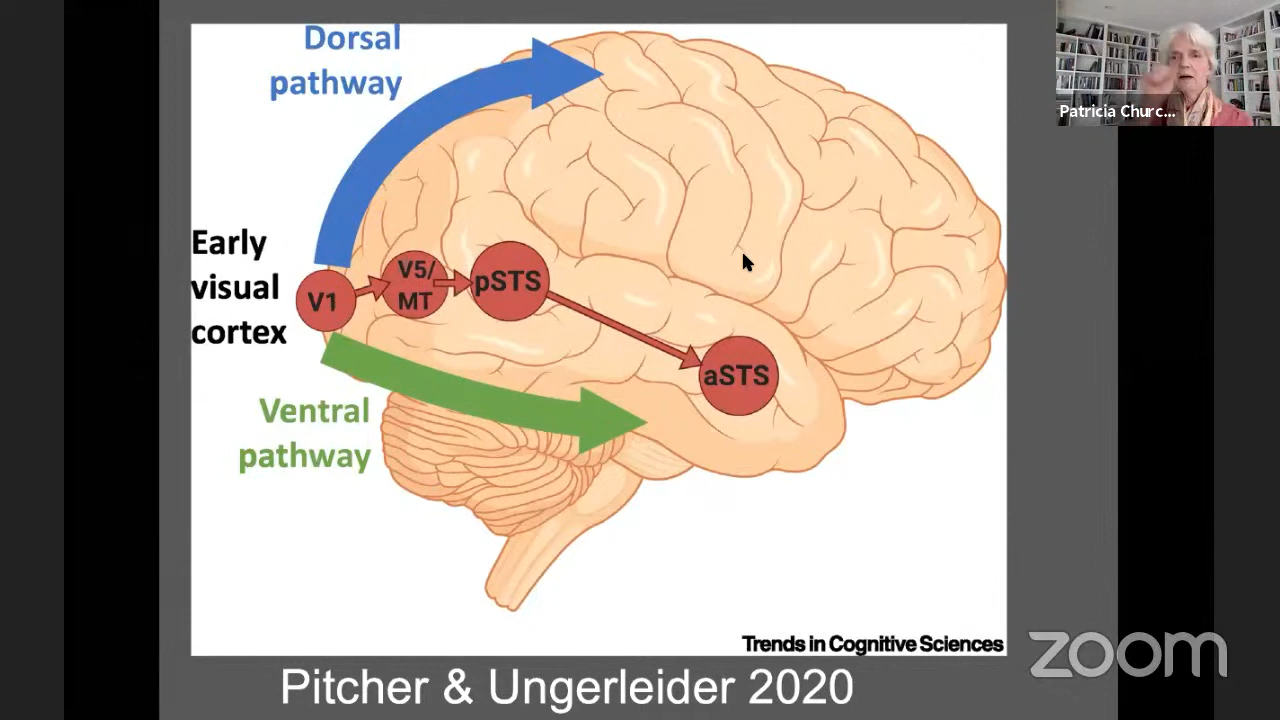 Dorsal
pathway
Patricia Churc...
Early
visual
cortex
V1
V5/
MT
pSTS
aSTS
Ventral
pathway
Trends in Cognitive Sciences
zoom
Pitcher & Ungerleider 2020